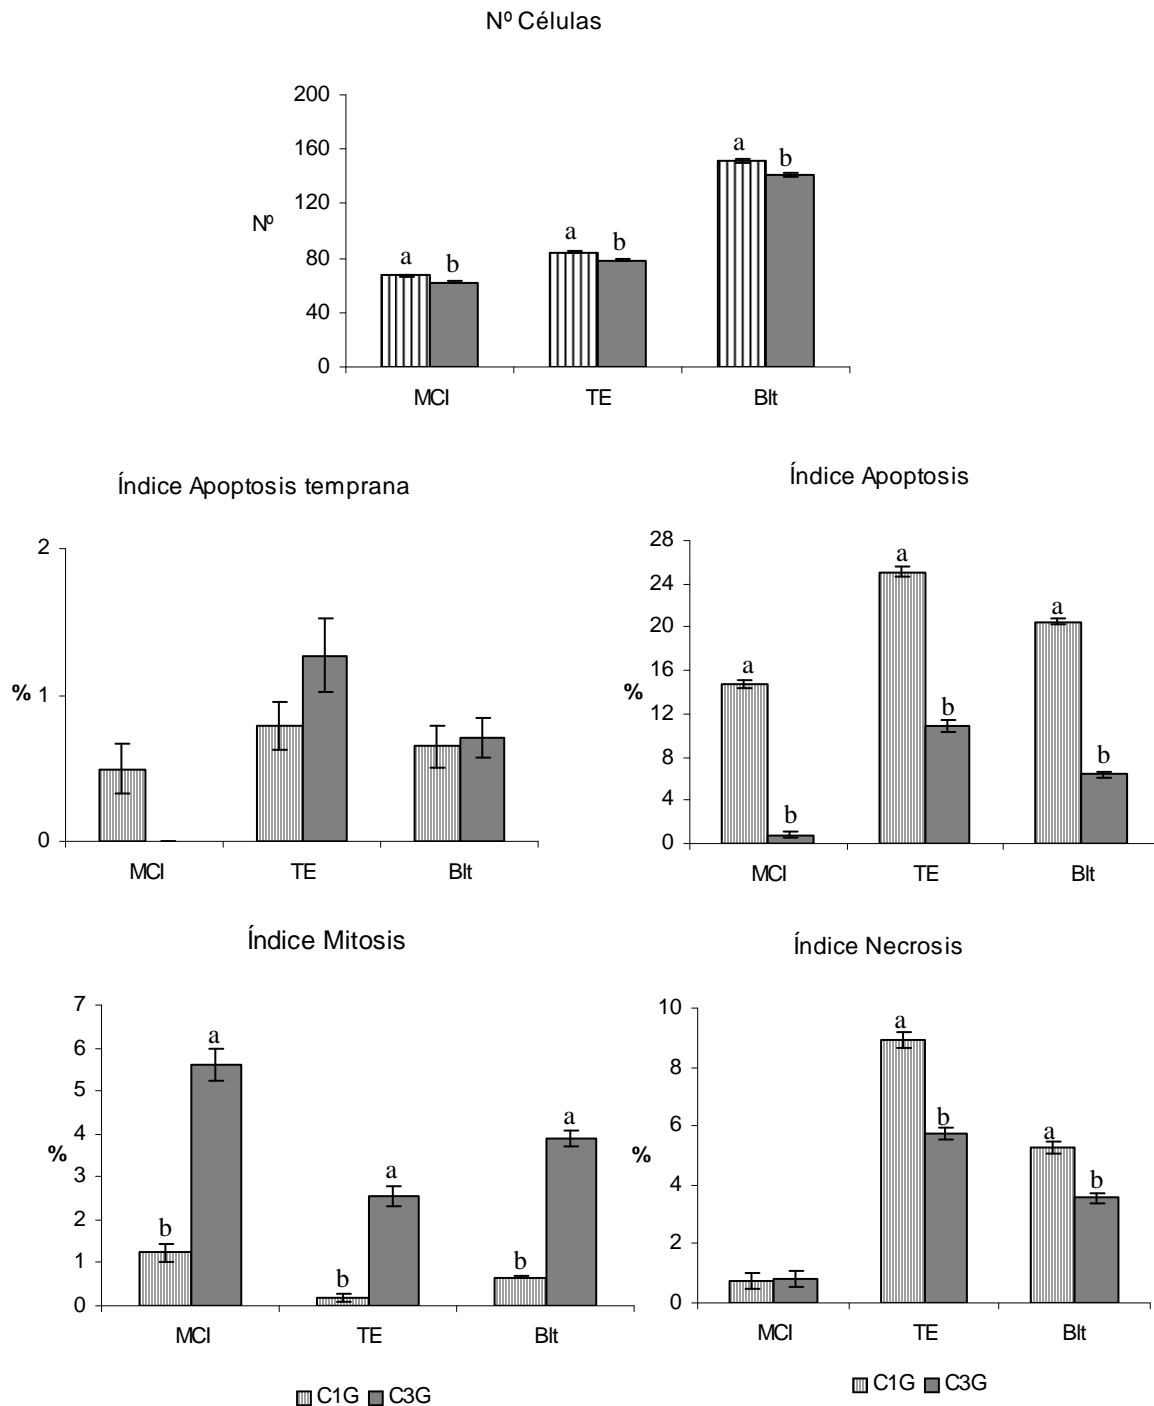 Nº Células
200
160
120
80
40
0
Nº
a
b
a
b
a
b
MCI
TE
Blt
Índice Apoptosis temprana
2
1
0
%
MCI
TE
Blt
Índice Apoptosis
28
24
20
16
12
8
4
0
%
a
b
a
b
a
b
MCI
TE
Blt
Índice Mitosis
7
6
5
4
3
2
1
0
%
b
a
b
a
b
a
MCI
TE
Blt
C1G C3G
Índice Necrosis
10
8
6
4
2
0
%
a
b
a
b
MCI
TE
Blt
C1G C3G